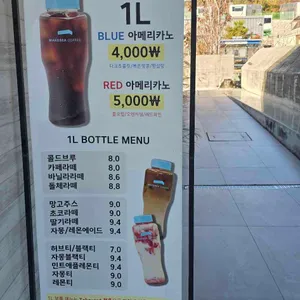 1L
BLUE 아메리카노
4,000₩
RED 아메리카노
5,000₩
1L BOTTLE MENU
콜드브루 8.0
카페라떼 8.0
바닐라라떼 8.6
돌체라떼 8.8
망고주스 9.0
초코라떼 9.0
딸기라떼 9.4
자몽/레몬에이드 9.4
허브티/블랙티 7.0
자몽블랙티 9.4
민트애플레몬티 9.4
자몽티 9.0
레몬티 9.0